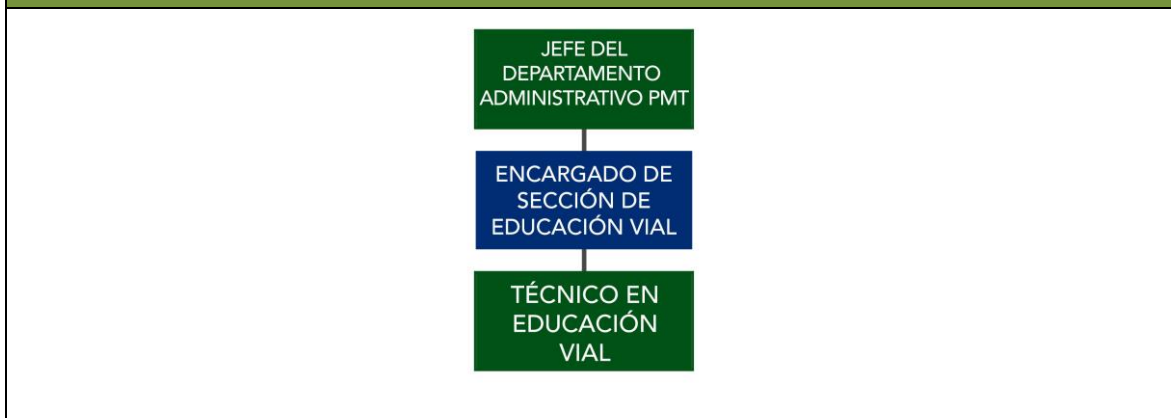 JEFE DEL
DEPARTAMENTO
ADMINISTRATIVO PMT
ENCARGADO DE
SECCIÓN DE
EDUCACIÓN VIAL
TÉCNICO EN
EDUCACIÓN
VIAL